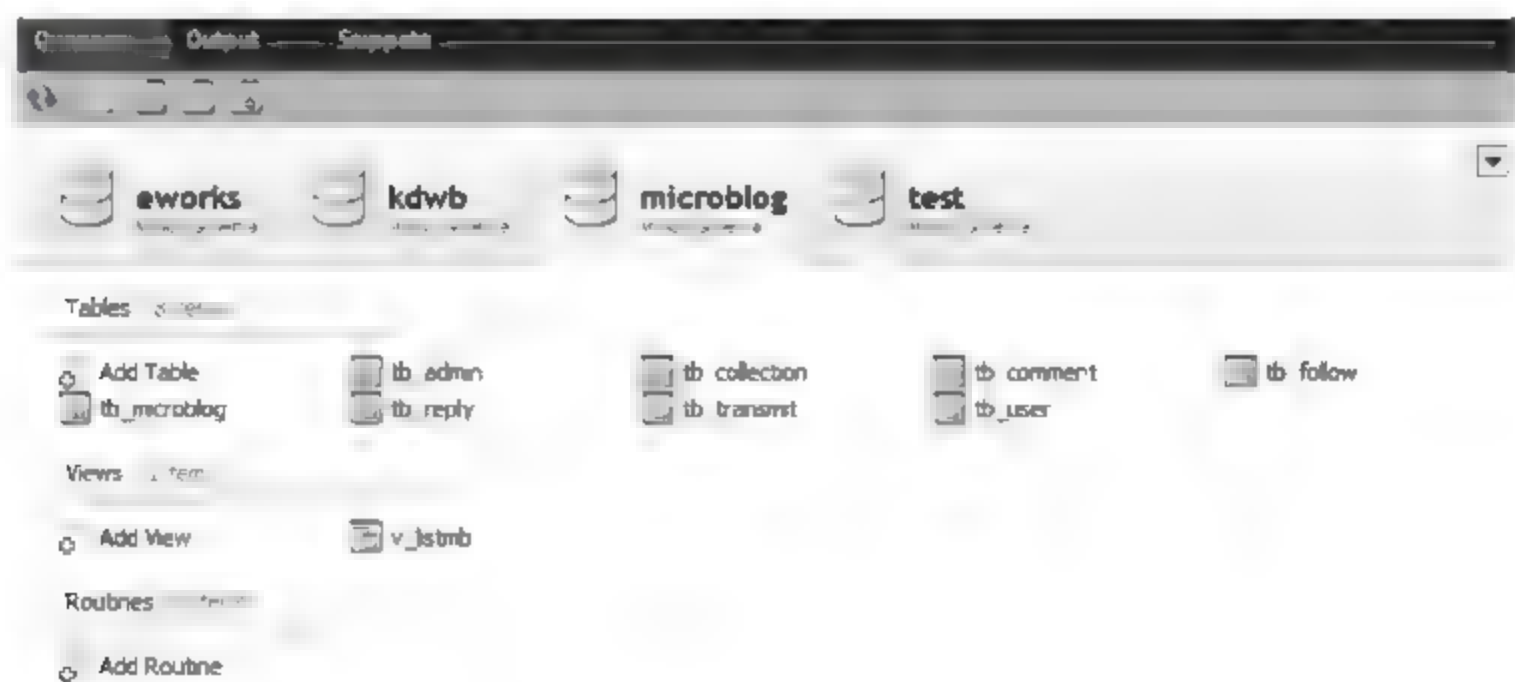 Output Snippets
eworks kdwb microblog test
Tables
Add Table tb_admin tb_collection tb_comment tb_follow
tb_microblog tb_reply tb_transmit tb_user
Views
Add View
Routines
Add Routine